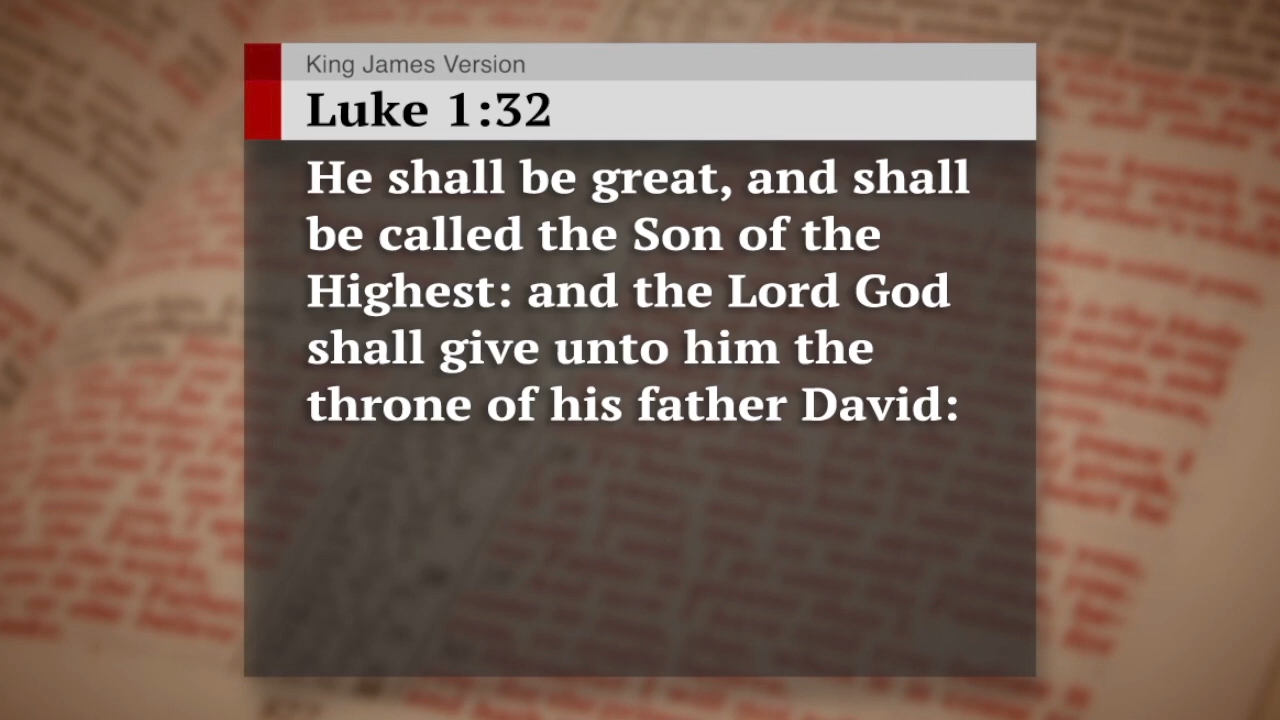 King James Version
Luke 1:32
He shall be great, and shall
be called the Son of the
Highest: and the Lord God
shall give unto him the
throne of his father David: